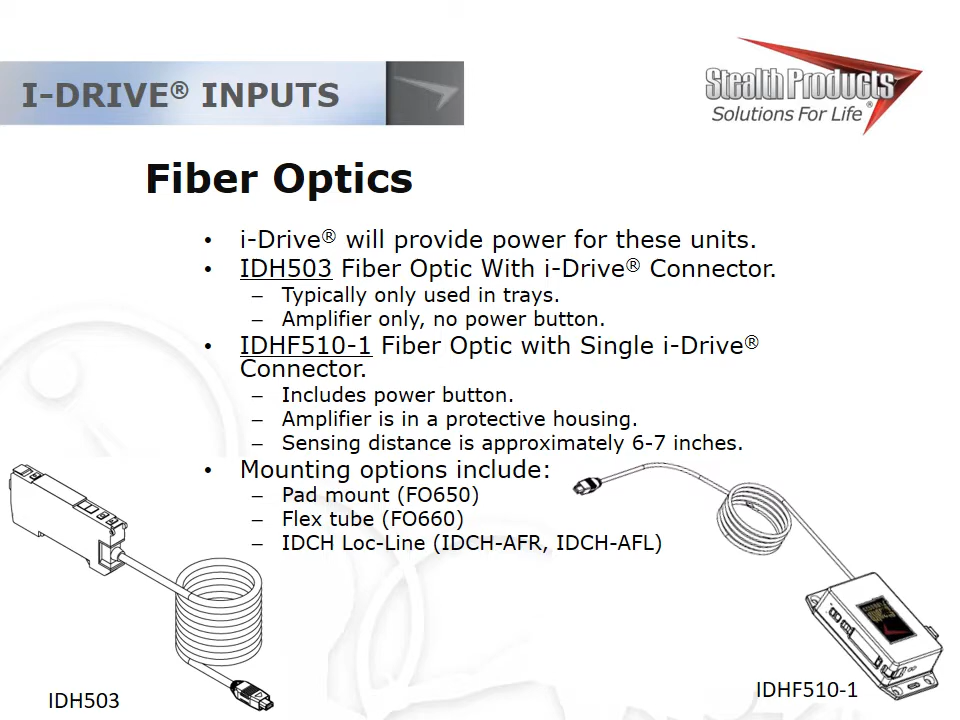 I-DRIVE® INPUTS
Stealth Products®
Solutions For Life
Fiber Optics
• i-Drive® will provide power for these units.
• IDH503 Fiber Optic With i-Drive® Connector.
– Typically only used in trays.
– Amplifier only, no power button.
• IDHF510-1 Fiber Optic with Single i-Drive®
Connector.
– Includes power button.
– Amplifier is in a protective housing.
– Sensing distance is approximately 6-7 inches.
• Mounting options include:
– Pad mount (FO650)
– Flex tube (FO660)
– IDCH Loc-Line (IDCH-AFR, IDCH-AFL)
IDH503
IDHF510-1